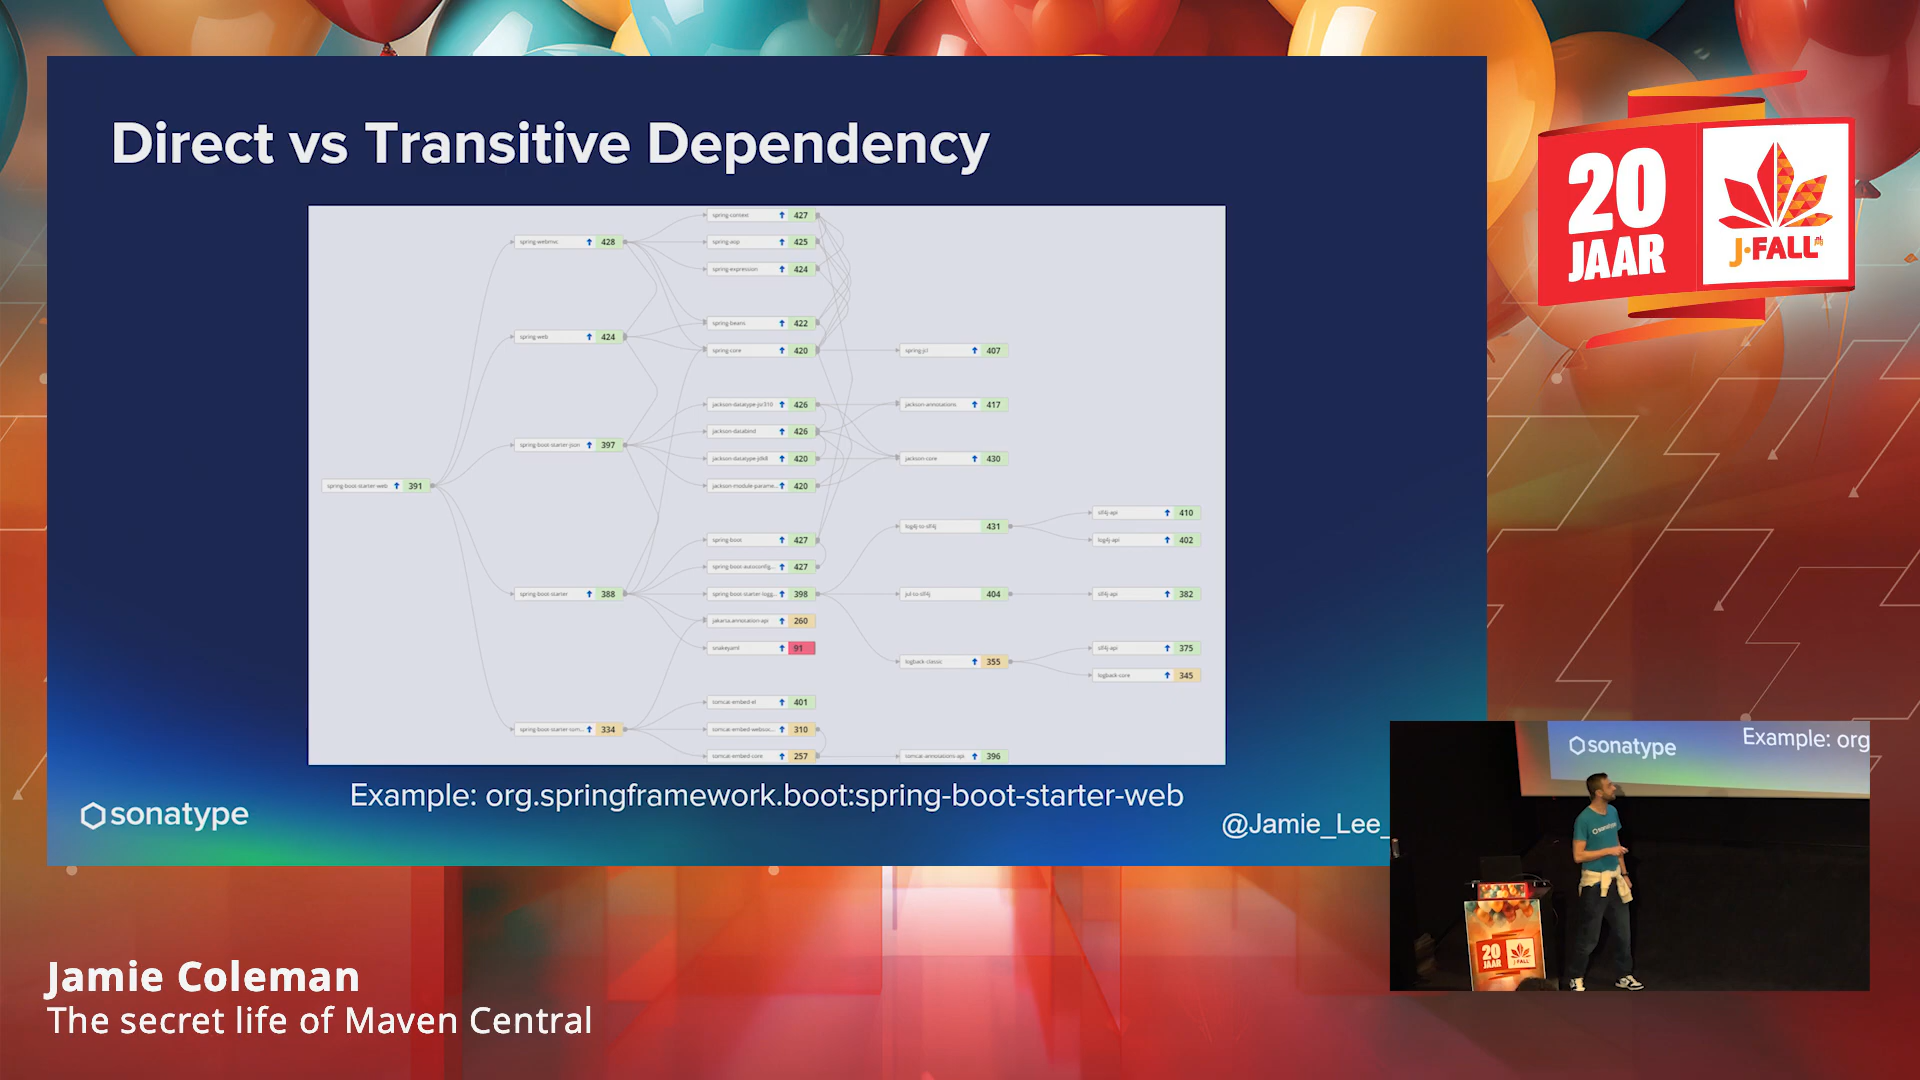 Direct vs Transitive Dependency
spring-context 427
spring-webmvc 428
spring-aop 425
spring-expression 424
spring-beans 422
spring-web 424
spring-core 420
spring-jcl 407
jackson-datatype-jsr310 426
jackson-annotations 417
jackson-databind 426
spring-boot-starter-json 397
jackson-datatype-jdk8 420
jackson-core 430
spring-boot-starter-web 391
jackson-module-parame... 420
slf4j-api 410
log4j-to-slf4j 431
spring-boot 427
log4j-api 402
spring-boot-autoconfig... 427
spring-boot-starter 388
spring-boot-starter-logg... 398
jul-to-slf4j 404
slf4j-api 382
jakarta.annotation-api 260
snakeyaml 91
slf4j-api 375
logback-classic 355
logback-core 345
tomcat-embed-el 401
spring-boot-starter-tom... 334
tomcat-embed-websoc... 310
tomcat-embed-core 257
tomcat-annotations-api 396
Example: org.springframework.boot:spring-boot-starter-web
sonatype
@Jamie_Lee_
20
JAAR
J-FALL
sonatype
Example: org
sonatype
20
JAAR
J-FALL
Jamie Coleman
The secret life of Maven Central